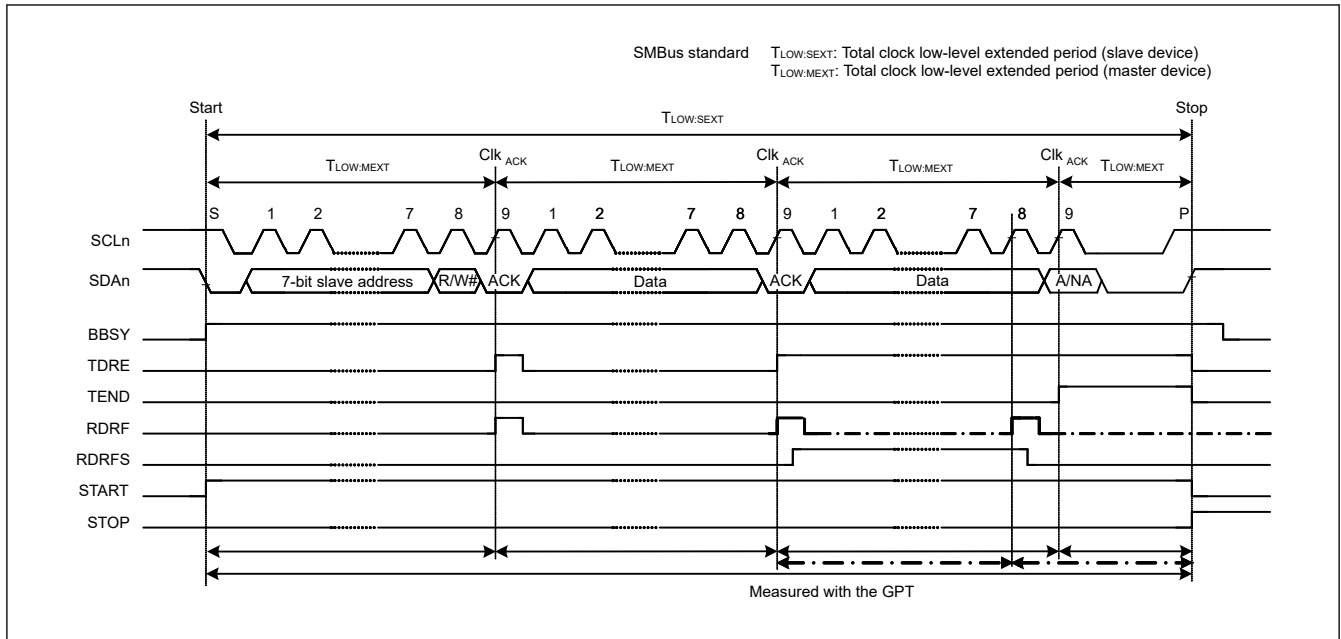 SMBus standard TLOW:SEXT: Total clock low-level extended period (slave device)
TLOW:MEXT: Total clock low-level extended period (master device)
Start
Stop
TLOW:SEXT
Clk ACK
Clk ACK
Clk ACK
TLOW:MEXT
TLOW:MEXT
TLOW:MEXT
TLOW:MEXT
S 1 2 7 8 9 1 2 7 8 9 1 2 7 8 9 P
SCLn
SDAn 7-bit slave address R/W# ACK Data ACK Data A/NA
BBSY
TDRE
TEND
RDRF
RDRFS
START
STOP
Measured with the GPT